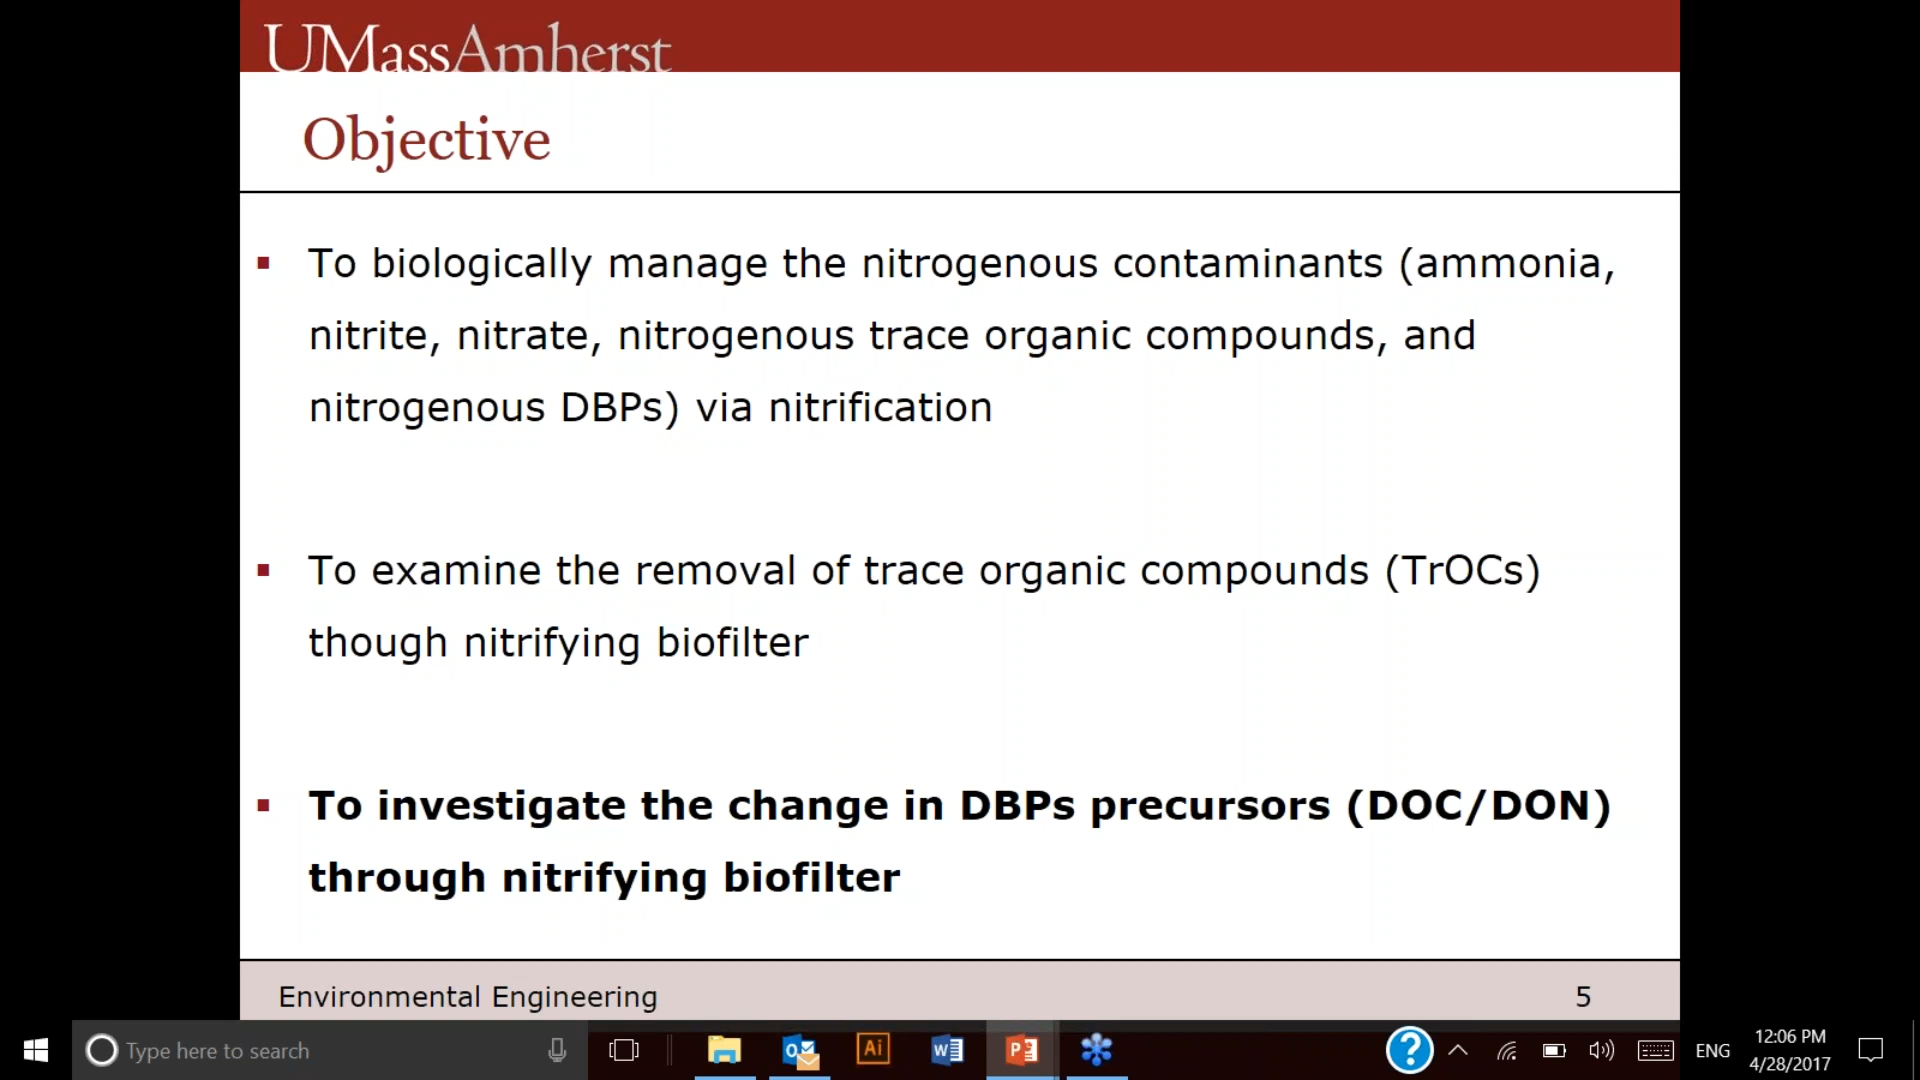 UMassAmherst
Objective
▪ To biologically manage the nitrogenous contaminants (ammonia,
nitrite, nitrate, nitrogenous trace organic compounds, and
nitrogenous DBPs) via nitrification
▪ To examine the removal of trace organic compounds (TrOCs)
though nitrifying biofilter
▪ To investigate the change in DBPs precursors (DOC/DON)
through nitrifying biofilter
Environmental Engineering 5
Type here to search
Ai
ENG
12:06 PM
4/28/2017